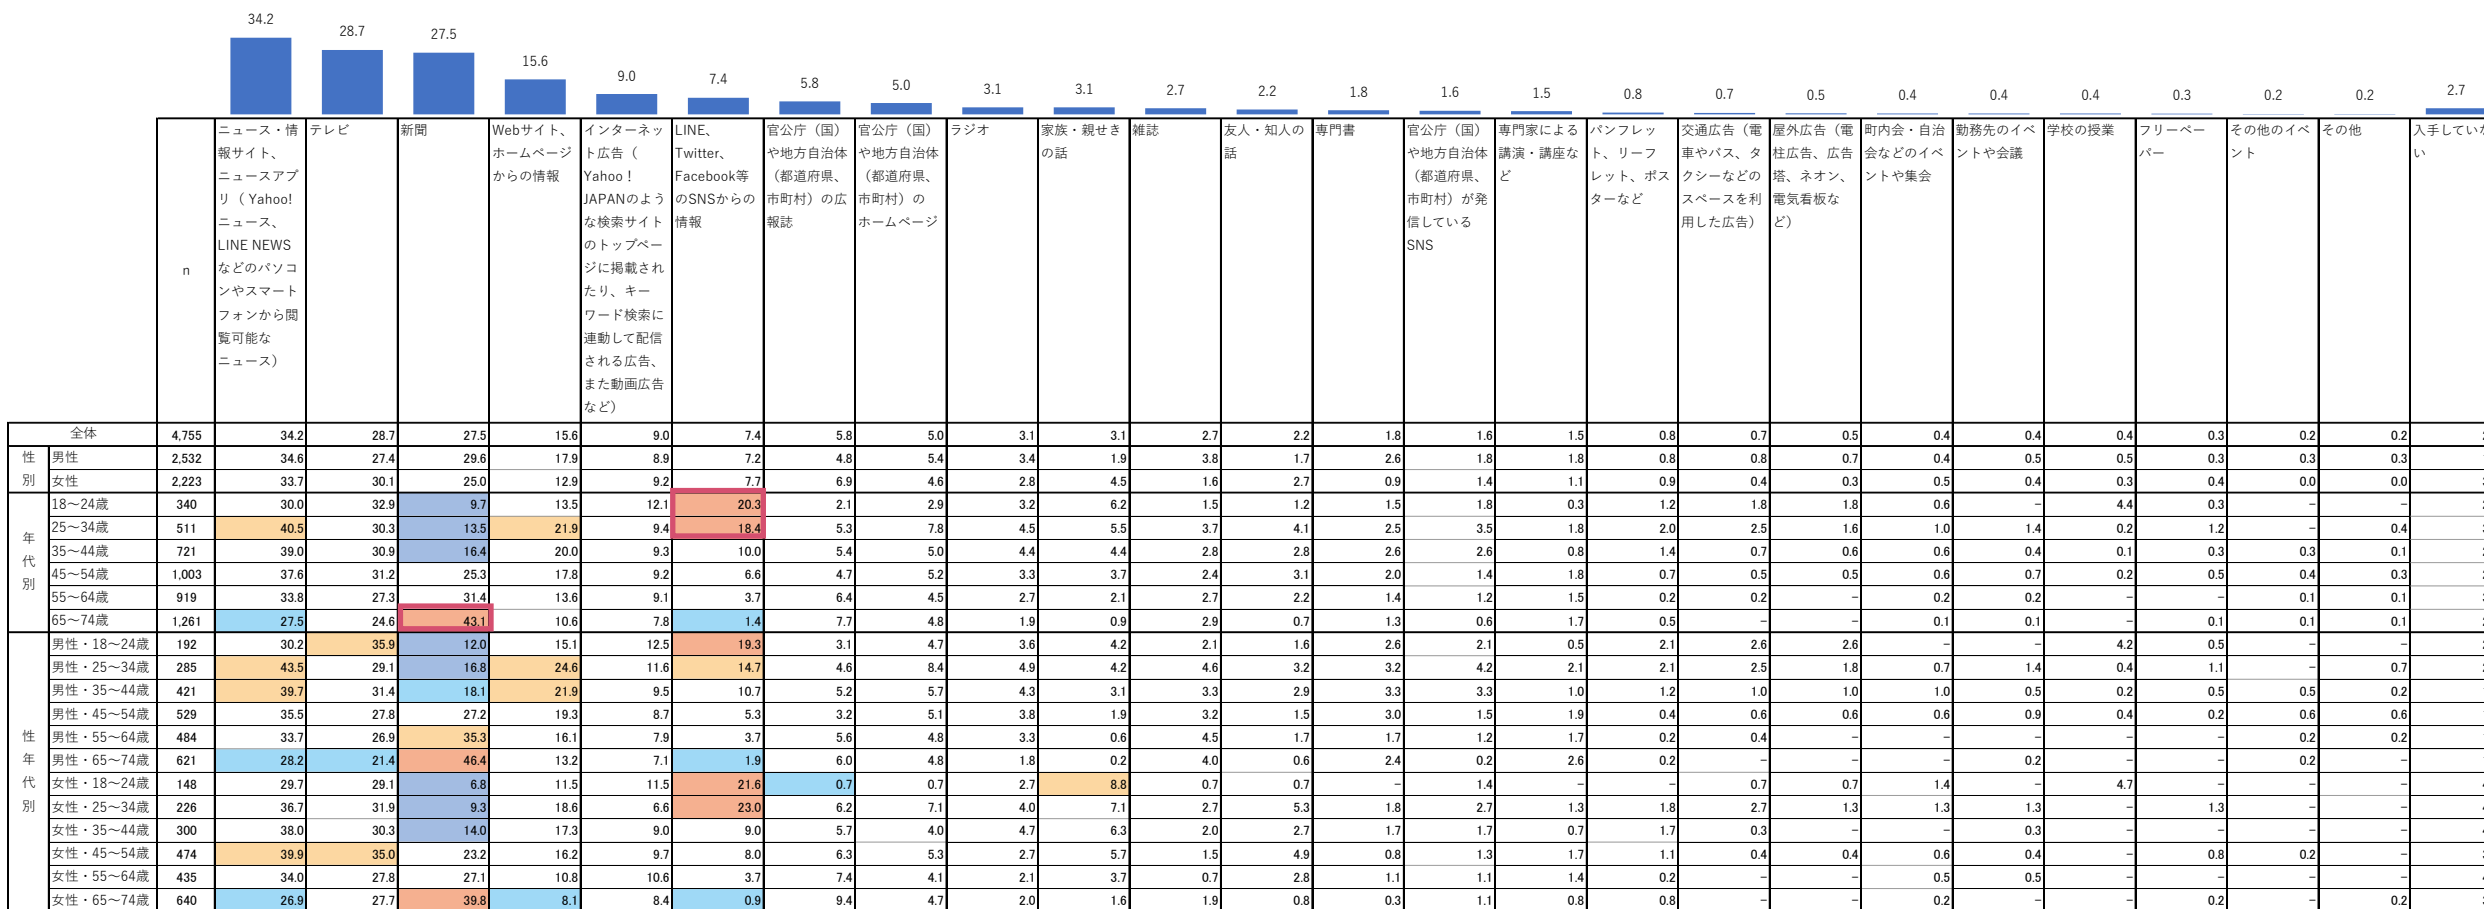 34.2 28.7 27.5 15.6 9.0 7.4 5.8 5.0 3.1 3.1 2.7 2.2 1.8 1.6 1.5 0.8 0.7 0.5 0.4 0.4 0.4 0.3 0.2 0.2 2.7
n
ニュース・情
報サイト、
ニュースアプ
リ（ Yahoo!
ニュース、
LINE NEWS
などのパソコ
ンやスマート
フォンから閲
覧可能な
ニュース）
テレビ
新聞
Webサイト、
ホームページ
からの情報
インターネッ
ト広告（
Yahoo！
JAPANのよう
な検索サイト
のトップペー
ジに掲載され
たり、キー
ワード検索に
連動して配信
される広告、
また動画広告
など）
LINE、
Twitter、
Facebook等
のSNSからの
情報
官公庁（国）
や地方自治体
（都道府県、
市町村）の広
報誌
官公庁（国）
や地方自治体
（都道府県、
市町村）の
ホームページ
ラジオ
家族・親せき
の話
雑誌
友人・知人の
話
専門書
官公庁（国）
や地方自治体
（都道府県、
市町村）が発
信している
SNS
専門家による
講演・講座な
ど
パンフレッ
ト、リーフ
レット、ポス
ターなど
交通広告（電
車やバス、タ
クシーなどの
スペースを利
用した広告）
屋外広告（電
柱広告、広告
塔、ネオン、
電気看板な
ど）
町内会・自治
会などのイベ
ントや集会
勤務先のイベ
ントや会議
学校の授業
フリーペー
パー
その他のイベ
ント
その他
入手していな
い
全体 4,755 34.2 28.7 27.5 15.6 9.0 7.4 5.8 5.0 3.1 3.1 2.7 2.2 1.8 1.6 1.5 0.8 0.7 0.5 0.4 0.4 0.4 0.3 0.2 0.2
性別
男性 2,532 34.6 27.4 29.6 17.9 8.9 7.2 4.8 5.4 3.4 1.9 3.8 1.7 2.6 1.8 1.8 0.8 0.8 0.7 0.4 0.5 0.5 0.3 0.3 0.3
女性 2,223 33.7 30.1 25.0 12.9 9.2 7.7 6.9 4.6 2.8 4.5 1.6 2.7 0.9 1.4 1.1 0.9 0.4 0.3 0.5 0.4 0.3 0.4 0.0 0.0
年代別
18～24歳 340 30.0 32.9 9.7 13.5 12.1 20.3 2.1 2.9 3.2 6.2 1.5 1.2 1.5 1.8 0.3 1.2 1.8 1.8 0.6 – 4.4 0.3 – –
25～34歳 511 40.5 30.3 13.5 21.9 9.4 18.4 5.3 7.8 4.5 5.5 3.7 4.1 2.5 3.5 1.8 2.0 2.5 1.6 1.0 1.4 0.2 1.2 – 0.4
35～44歳 721 39.0 30.9 16.4 20.0 9.3 10.0 5.4 5.0 4.4 4.4 2.8 2.8 2.6 2.6 0.8 1.4 0.7 0.6 0.6 0.4 0.1 0.3 0.3 0.1
45～54歳 1,003 37.6 31.2 25.3 17.8 9.2 6.6 4.7 5.2 3.3 3.7 2.4 3.1 2.0 1.4 1.8 0.7 0.5 0.5 0.6 0.7 0.2 0.5 0.4 0.3
55～64歳 919 33.8 27.3 31.4 13.6 9.1 3.7 6.4 4.5 2.7 2.1 2.7 2.2 1.4 1.2 1.5 0.2 0.2 – 0.2 0.2 – – 0.1 0.1
65～74歳 1,261 27.5 24.6 43.1 10.6 7.8 1.4 7.7 4.8 1.9 0.9 2.9 0.7 1.3 0.6 1.7 0.5 – – 0.1 0.1 – 0.1 0.1 0.1
性年代別
男性・18～24歳 192 30.2 35.9 12.0 15.1 12.5 19.3 3.1 4.7 3.6 4.2 2.1 1.6 2.6 2.1 0.5 2.1 2.6 2.6 – – 4.2 0.5 – –
男性・25～34歳 285 43.5 29.1 16.8 24.6 11.6 14.7 4.6 8.4 4.9 4.2 4.6 3.2 3.2 4.2 2.1 2.1 2.5 1.8 0.7 1.4 0.4 1.1 – 0.7
男性・35～44歳 421 39.7 31.4 18.1 21.9 9.5 10.7 5.2 5.7 4.3 3.1 3.3 2.9 3.3 3.3 1.0 1.2 1.0 1.0 1.0 0.5 0.2 0.5 0.5 0.2
男性・45～54歳 529 35.5 27.8 27.2 19.3 8.7 5.3 3.2 5.1 3.8 1.9 3.2 1.5 3.0 1.5 1.9 0.4 0.6 0.6 0.6 0.9 0.4 0.2 0.6 0.6
男性・55～64歳 484 33.7 26.9 35.3 16.1 7.9 3.7 5.6 4.8 3.3 0.6 4.5 1.7 1.7 1.2 1.7 0.2 0.4 – – – – – 0.2 0.2
男性・65～74歳 621 28.2 21.4 46.4 13.2 7.1 1.9 6.0 4.8 1.8 0.2 4.0 0.6 2.4 0.2 2.6 0.2 – – – 0.2 – – 0.2 –
女性・18～24歳 148 29.7 29.1 6.8 11.5 11.5 21.6 0.7 0.7 2.7 8.8 0.7 0.7 – 1.4 – – 0.7 0.7 1.4 – 4.7 – – –
女性・25～34歳 226 36.7 31.9 9.3 18.6 6.6 23.0 6.2 7.1 4.0 7.1 2.7 5.3 1.8 2.7 1.3 1.8 2.7 1.3 1.3 1.3 – 1.3 – –
女性・35～44歳 300 38.0 30.3 14.0 17.3 9.0 9.0 5.7 4.0 4.7 6.3 2.0 2.7 1.7 1.7 0.7 1.7 0.3 – – 0.3 – – – –
女性・45～54歳 474 39.9 35.0 23.2 16.2 9.7 8.0 6.3 5.3 2.7 5.7 1.5 4.9 0.8 1.3 1.7 1.1 0.4 0.4 0.6 0.4 – 0.8 0.2 –
女性・55～64歳 435 34.0 27.8 27.1 10.8 10.6 3.7 7.4 4.1 2.1 3.7 0.7 2.8 1.1 1.1 1.4 0.2 – – 0.5 0.5 – – – –
女性・65～74歳 640 26.9 27.7 39.8 8.1 8.4 0.9 9.4 4.7 2.0 1.6 1.9 0.8 0.3 1.1 0.8 0.8 – – 0.2 – – 0.2 – 0.2